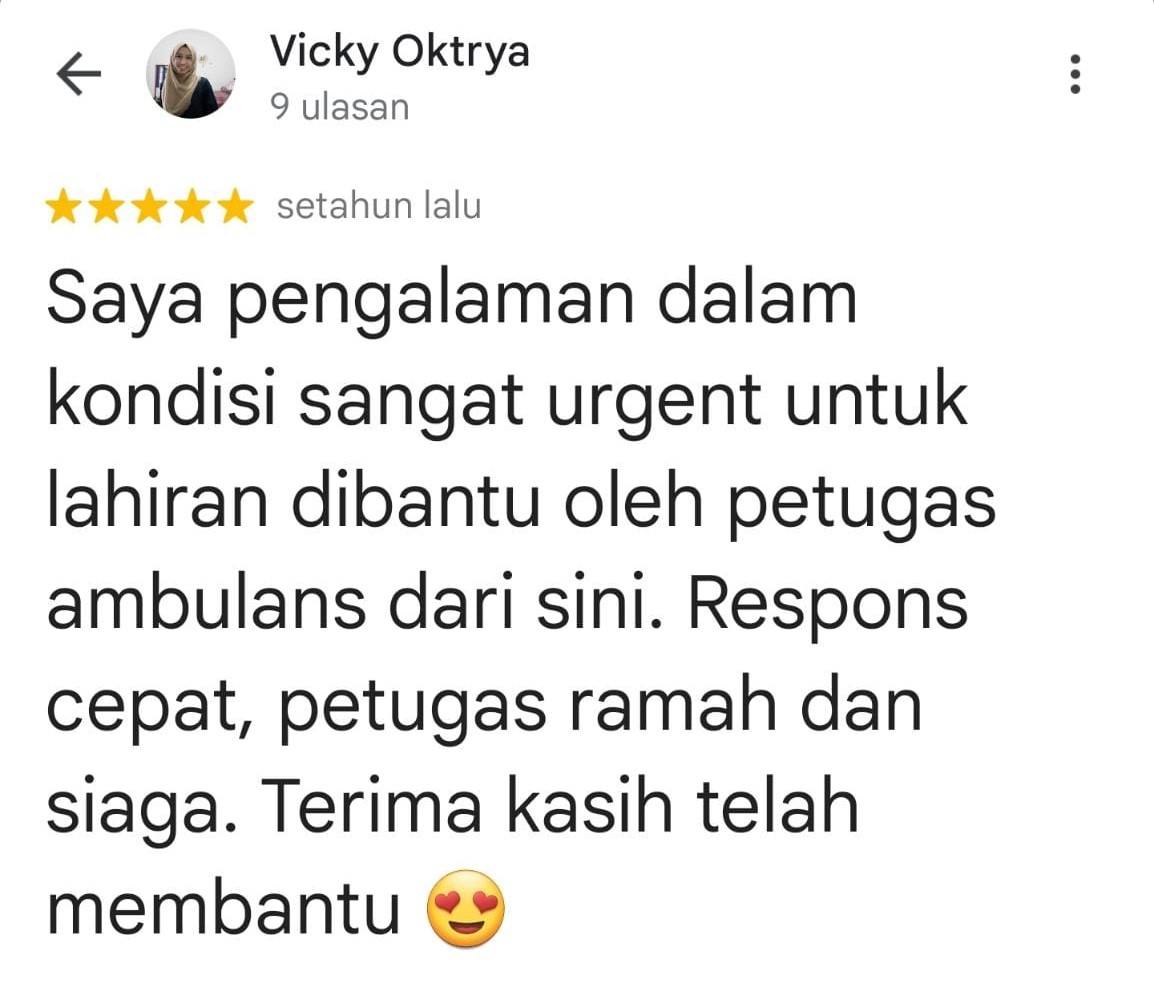 Vicky Oktrya
9 ulasan
setahun lalu
Saya pengalaman dalam
kondisi sangat urgent untuk
lahiran dibantu oleh petugas
ambulans dari sini. Respons
cepat, petugas ramah dan
siaga. Terima kasih telah
membantu 😍